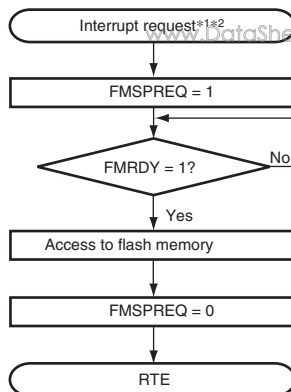 Interrupt request*1*2
www.DataShe
FMSPREQ = 1
FMRDY = 1?
No
Yes
Access to flash memory
FMSPREQ = 0
RTE